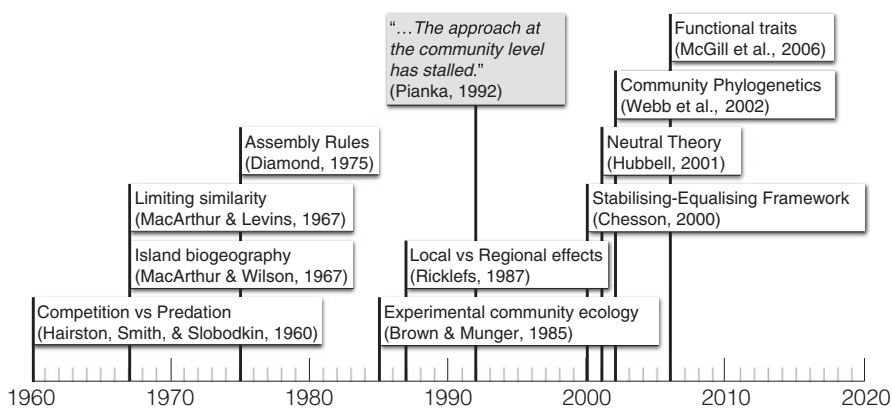 Functional traits
(McGill et al., 2006)
“…The approach at
the community level
has stalled.”
(Pianka, 1992)
Community Phylogenetics
(Webb et al., 2002)
Assembly Rules
(Diamond, 1975)
Neutral Theory
(Hubbell, 2001)
Limiting similarity
(MacArthur & Levins, 1967)
Stabilising-Equalising Framework
(Chesson, 2000)
Island biogeography
(MacArthur & Wilson, 1967)
Local vs Regional effects
(Ricklefs, 1987)
Competition vs Predation
(Hairston, Smith, & Slobodkin, 1960)
Experimental community ecology
(Brown & Munger, 1985)
1960 1970 1980 1990 2000 2010 2020